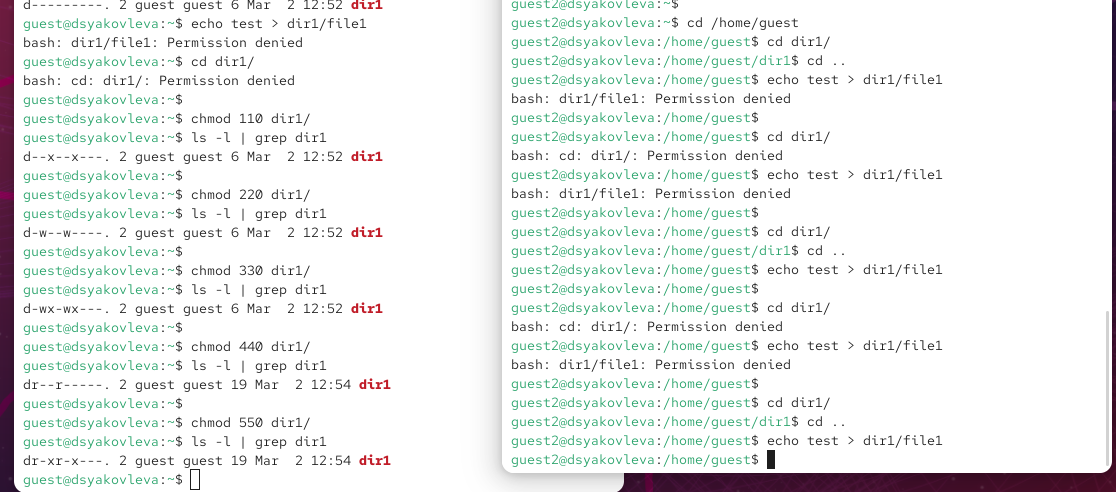 d---------. 2 guest guest 6 Mar  2 12:52 dir1
guest@dsyakovleva:~$ echo test > dir1/file1
bash: dir1/file1: Permission denied
guest@dsyakovleva:~$ cd dir1/
bash: cd: dir1/: Permission denied
guest@dsyakovleva:~$
guest@dsyakovleva:~$ chmod 110 dir1/
guest@dsyakovleva:~$ ls -l | grep dir1
d--x--x---. 2 guest guest 6 Mar  2 12:52 dir1
guest@dsyakovleva:~$
guest@dsyakovleva:~$ chmod 220 dir1/
guest@dsyakovleva:~$ ls -l | grep dir1
d-w--w----. 2 guest guest 6 Mar  2 12:52 dir1
guest@dsyakovleva:~$
guest@dsyakovleva:~$ chmod 330 dir1/
guest@dsyakovleva:~$ ls -l | grep dir1
d-wx-wx---. 2 guest guest 6 Mar  2 12:52 dir1
guest@dsyakovleva:~$
guest@dsyakovleva:~$ chmod 440 dir1/
guest@dsyakovleva:~$ ls -l | grep dir1
dr--r-----. 2 guest guest 19 Mar  2 12:54 dir1
guest@dsyakovleva:~$
guest@dsyakovleva:~$ chmod 550 dir1/
guest@dsyakovleva:~$ ls -l | grep dir1
dr-xr-x---. 2 guest guest 19 Mar  2 12:54 dir1
guest@dsyakovleva:~$
guest2@dsyakovleva:~$
guest2@dsyakovleva:~$ cd /home/guest
guest2@dsyakovleva:/home/guest$ cd dir1/
guest2@dsyakovleva:/home/guest/dir1$ cd ..
guest2@dsyakovleva:/home/guest$ echo test > dir1/file1
bash: dir1/file1: Permission denied
guest2@dsyakovleva:/home/guest$
guest2@dsyakovleva:/home/guest$ cd dir1/
bash: cd: dir1/: Permission denied
guest2@dsyakovleva:/home/guest$ echo test > dir1/file1
bash: dir1/file1: Permission denied
guest2@dsyakovleva:/home/guest$
guest2@dsyakovleva:/home/guest$ cd dir1/
guest2@dsyakovleva:/home/guest/dir1$ cd ..
guest2@dsyakovleva:/home/guest$ echo test > dir1/file1
guest2@dsyakovleva:/home/guest$
guest2@dsyakovleva:/home/guest$ cd dir1/
bash: cd: dir1/: Permission denied
guest2@dsyakovleva:/home/guest$ echo test > dir1/file1
bash: dir1/file1: Permission denied
guest2@dsyakovleva:/home/guest$
guest2@dsyakovleva:/home/guest$ cd dir1/
guest2@dsyakovleva:/home/guest/dir1$ cd ..
guest2@dsyakovleva:/home/guest$ echo test > dir1/file1
guest2@dsyakovleva:/home/guest$